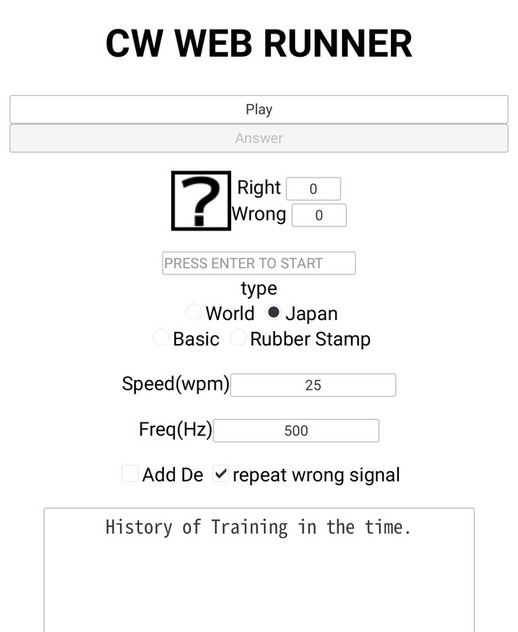 CW WEB RUNNER
Play
Answer
?
Right 0
Wrong 0
PRESS ENTER TO START
type
World Japan
Basic Rubber Stamp
Speed(wpm) 25
Freq(Hz) 500
Add De repeat wrong signal
History of Training in the time.